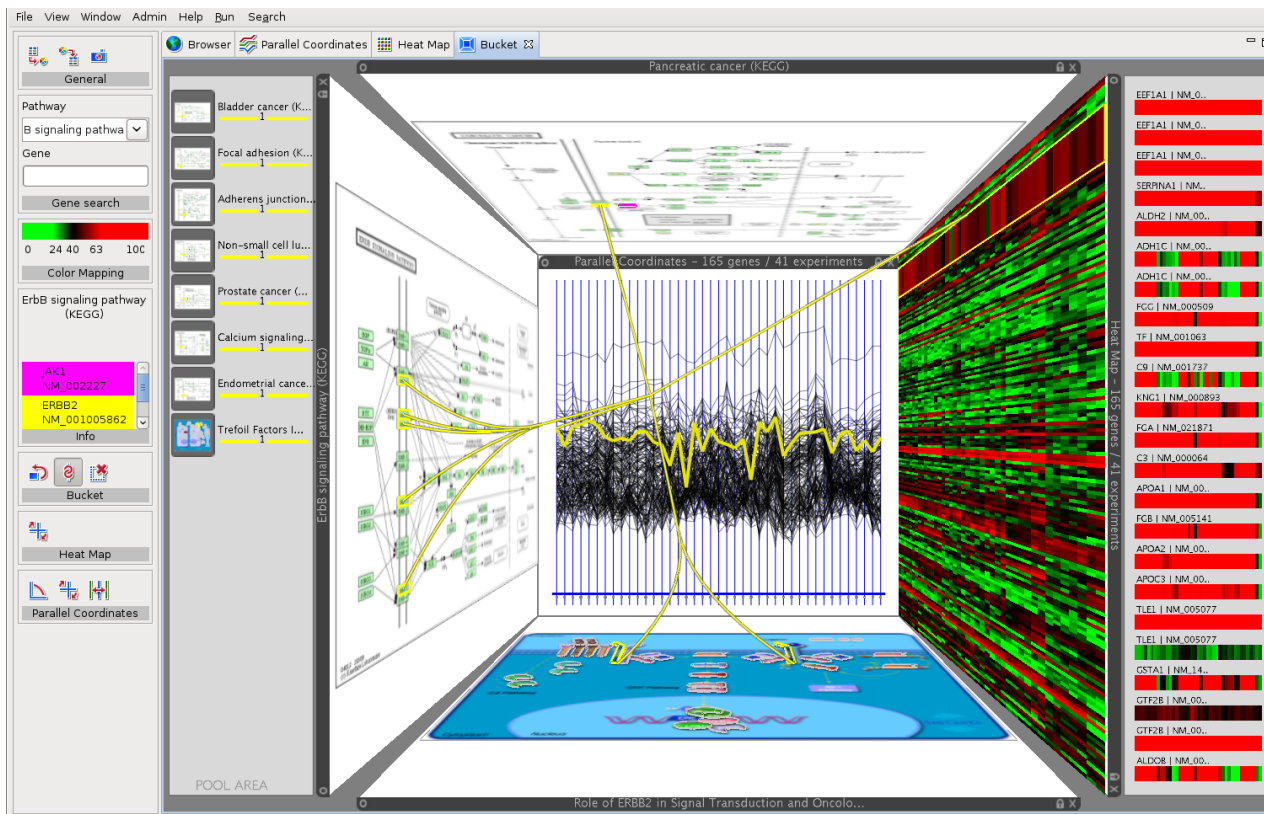 File View Window Admin Help Run Search
Browser
Parallel Coordinates
Heat Map
Bucket
General
Pathway
B signaling pathwa
Gene
Gene search
0 24 40 63 100
Color Mapping
ErbB signaling pathway
(KEGG)
JAK1
NM_002227
ERBB2
NM_001005862
Info
Bucket
Heat Map
Parallel Coordinates
Bladder cancer (K...
1
Focal adhesion (K...
1
Adherens junction...
1
Non-small cell lu...
1
Prostate cancer (...
1
Calcium signaling...
1
Endometrial cance...
1
Trefoil Factors I...
1
POOL AREA
ErbB signaling pathway (KEGG)
Pancreatic cancer (KEGG)
ERBB SIGNALING PATHWAY
Parallel Coordinates - 165 genes / 41 experiments
Cytoplasm
Nucleus
Role of ERBB2 in Signal Transduction and Oncolo...
Heat Map - 165 genes / 41 experiments
EEF1A1 | NM_0..
EEF1A1 | NM_0..
EEF1A1 | NM_0..
SERPINA1 | NM..
ALDH2 | NM_00..
ADH1C | NM_00..
ADH1C | NM_00..
FGG | NM_000509
TF | NM_001063
C9 | NM_001737
KNG1 | NM_000893
FGA | NM_021871
C3 | NM_000064
APOA1 | NM_00..
FGB | NM_005141
APOA2 | NM_00..
APOC3 | NM_00..
TLE1 | NM_005077
TLE1 | NM_005077
GSTA1 | NM_14..
GTF2B | NM_00..
GTF2B | NM_00..
ALDOB | NM_00..